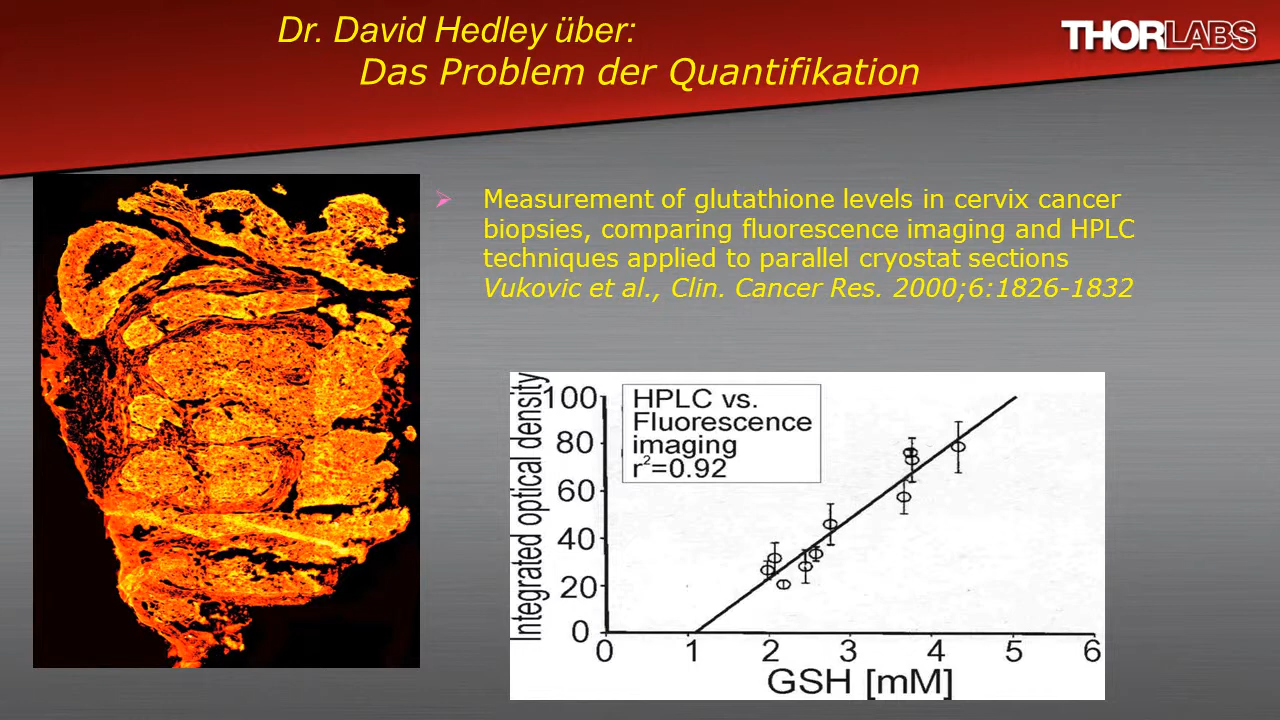 Dr. David Hedley über:
Das Problem der Quantifikation
THORLABS
Measurement of glutathione levels in cervix cancer
biopsies, comparing fluorescence imaging and HPLC
techniques applied to parallel cryostat sections
Vukovic et al., Clin. Cancer Res. 2000;6:1826-1832
Integrated optical density
100
80
60
40
20
0
HPLC vs.
Fluorescence
imaging
r²=0.92
0 1 2 3 4 5 6
GSH [mM]